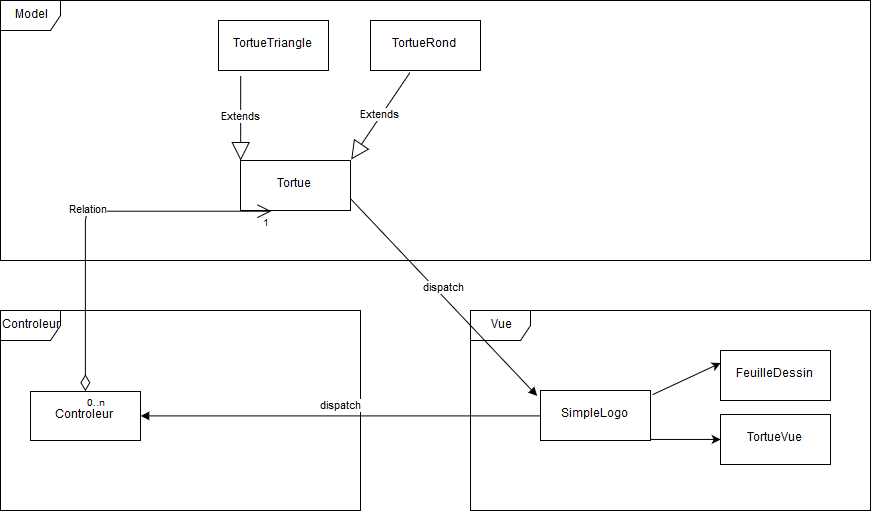 Model
TortueTriangle
TortueRond
Extends
Extends
Tortue
Relation
1
dispatch
Controleur
Vue
FeuilleDessin
0..n
Controleur
dispatch
SimpleLogo
TortueVue